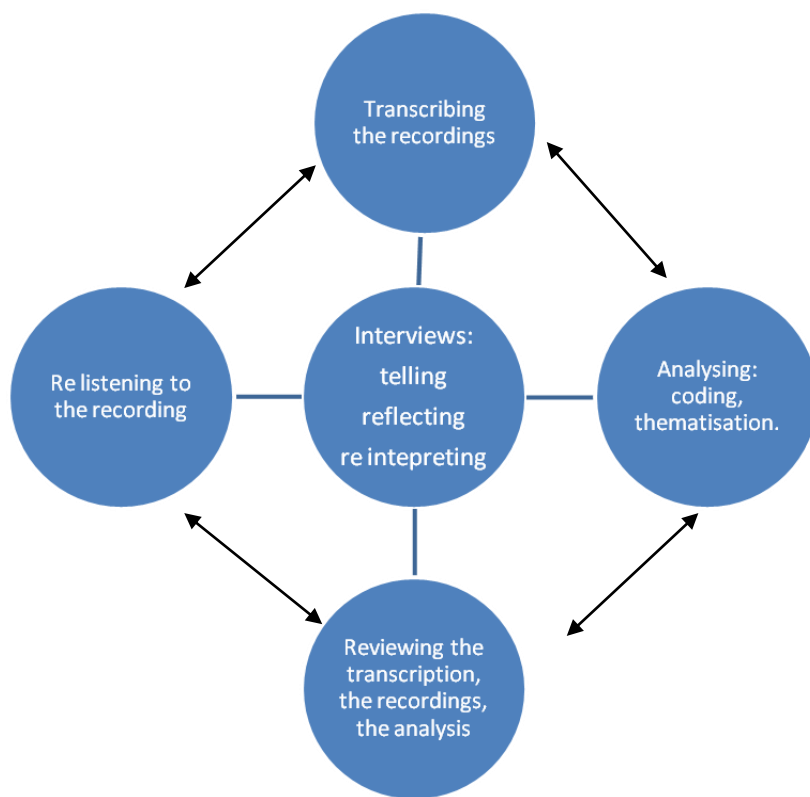 Transcribing
the recordings
Re listening to
the recording
Interviews:
telling
reflecting
re intepreting
Analysing:
coding,
thematisation.
Reviewing the
transcription,
the recordings,
the analysis